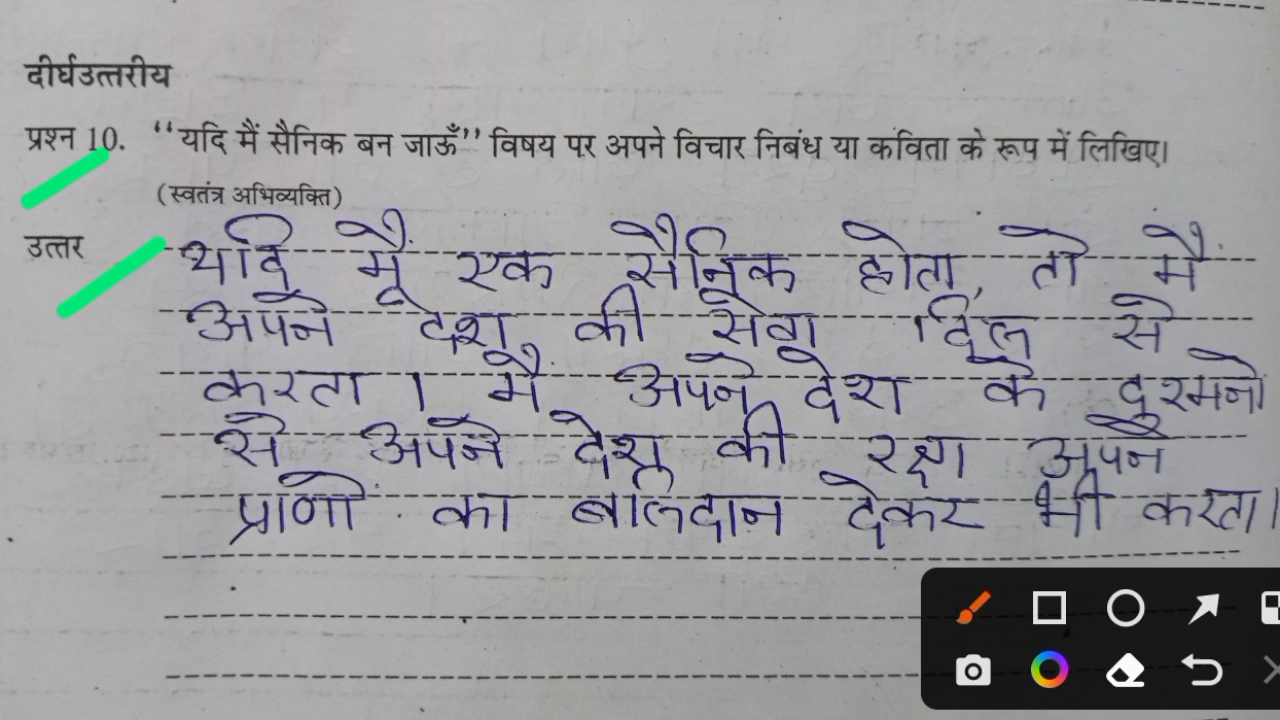 दीर्घउत्तरीय
प्रश्न 10. “यदि मैं सैनिक बन जाऊँ” विषय पर अपने विचार निबंध या कविता के रूप में लिखिए।
(स्वतंत्र अभिव्यक्ति)
उत्तर यदि मैं एक सैनिक होता, तो मैं
अपने देश की सेवा दिल से
करता । मै अपने देश के दुश्मनो
से अपने देश की रक्षा अपने
प्राणो का बलिदान देकर भी करता।